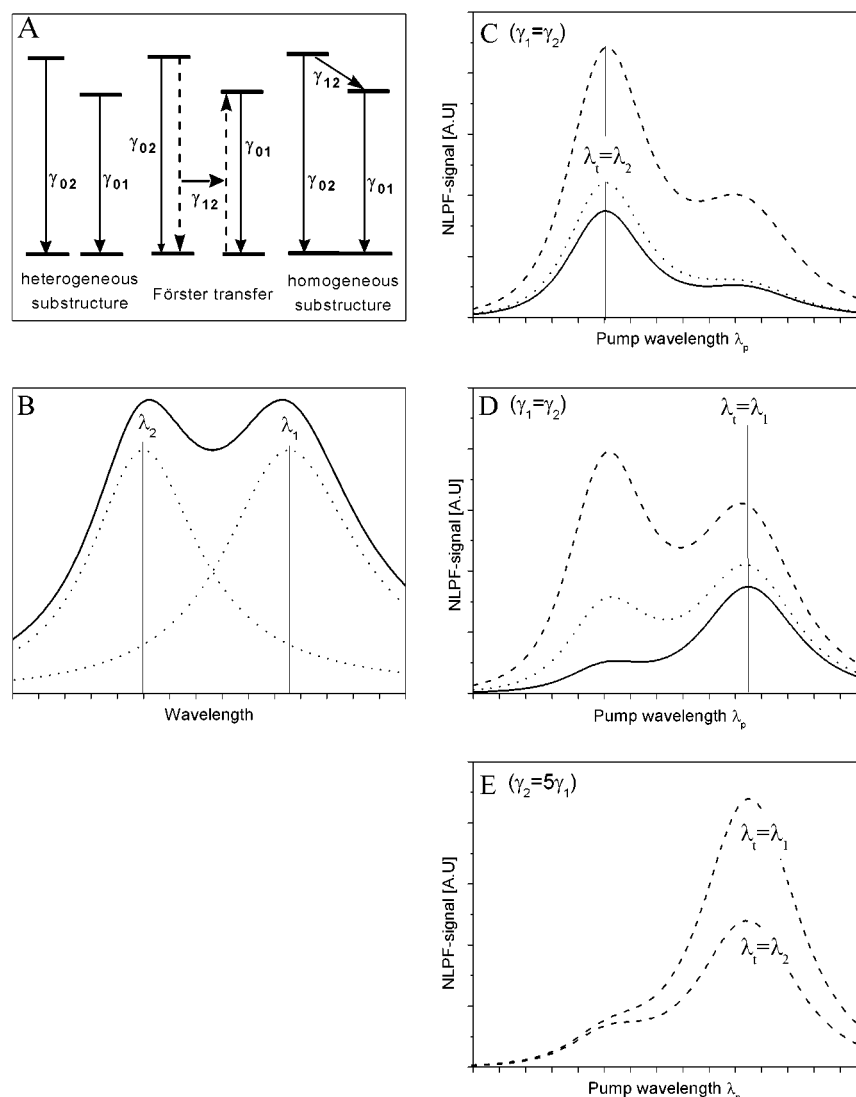 A
γ02
γ01
γ02
γ12
γ01
γ12
γ02
γ01
heterogeneous
substructure
Förster transfer
homogeneous
substructure
B
λ2
λ1
Wavelength
C (γ1=γ2)
λt=λ2
NLPF-signal [A.U]
Pump wavelength λp
D (γ1=γ2)
λt=λ1
NLPF-signal [A.U]
Pump wavelength λp
E (γ2=5γ1)
λt=λ1
λt=λ2
NLPF-signal [A.U]
Pump wavelength λp